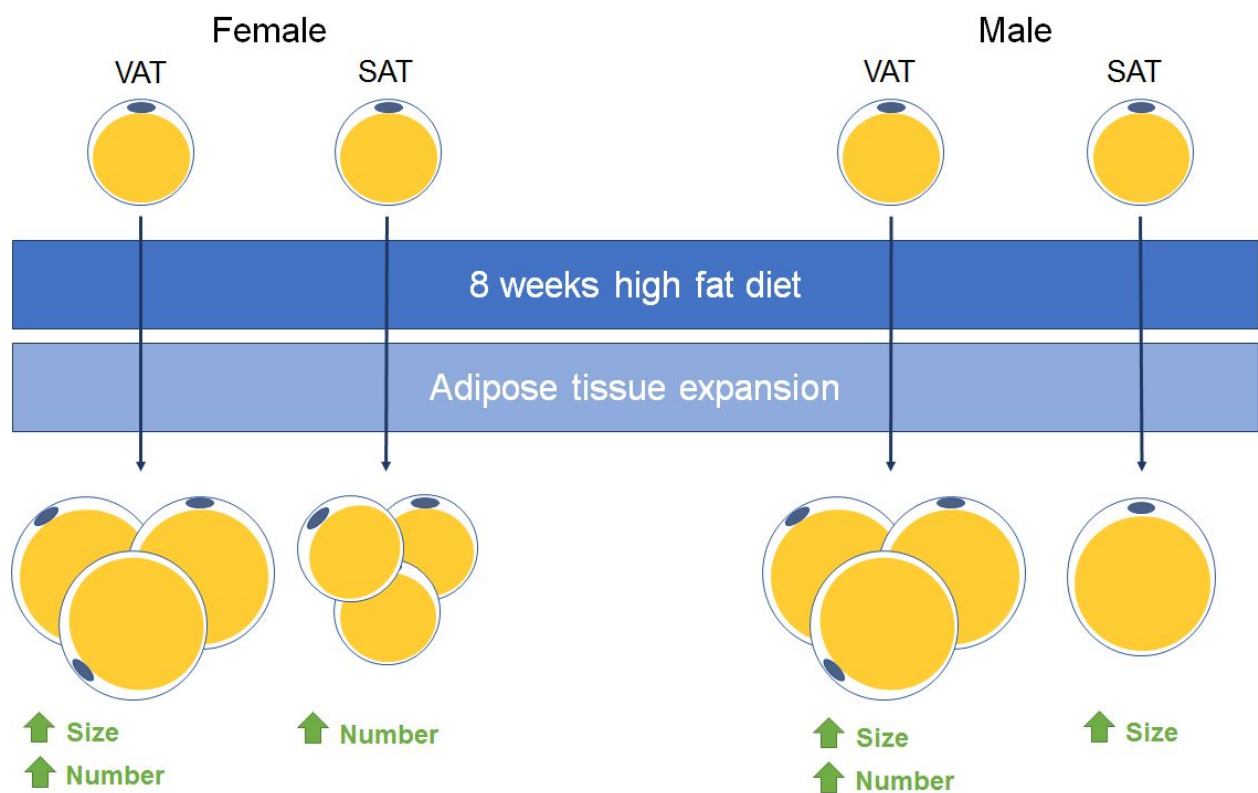 Female
Male
VAT
SAT
VAT
SAT
8 weeks high fat diet
Adipose tissue expansion
Size
Number
Number
Size
Number
Size